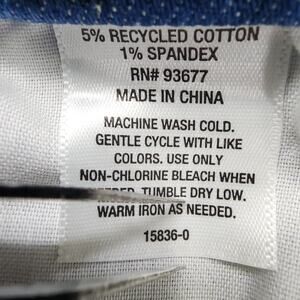 5% RECYCLED COTTON
1% SPANDEX
RN# 93677
MADE IN CHINA
MACHINE WASH COLD.
GENTLE CYCLE WITH LIKE
COLORS. USE ONLY
NON-CHLORINE BLEACH WHEN
TUMBLE DRY LOW.
WARM IRON AS NEEDED.
15836-0